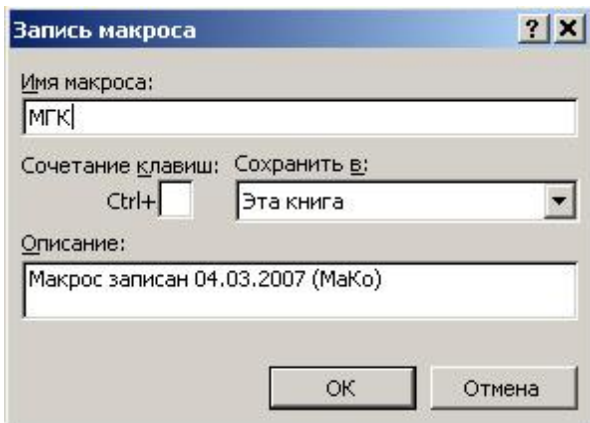 Запись макроса
Имя макроса:
МГК
Сочетание клавиш: Сохранить в:
Ctrl+ Эта книга
Описание:
Макрос записан 04.03.2007 (МаКо)
ОК Отмена